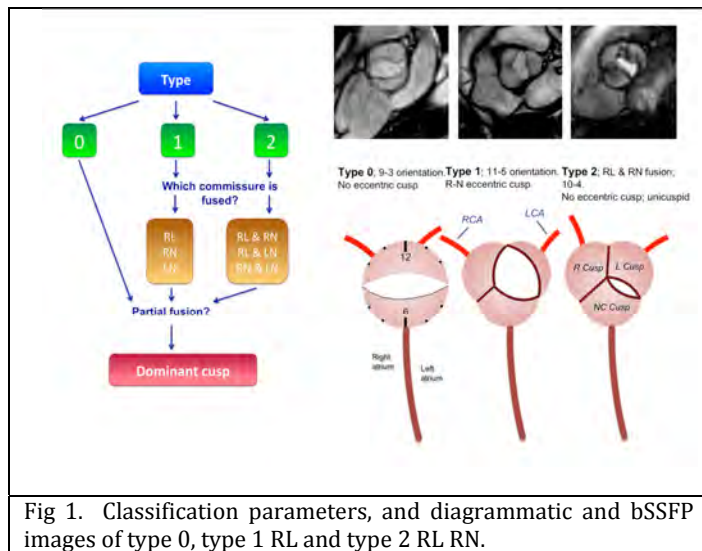 Type
0
1
2
Which commissure is
fused?
RL
RN
LN
RL & RN
RL & LN
RN & LN
Partial fusion?
Dominant cusp
Type 0; 9-3 orientation.
No eccentric cusp
Type 1; 11-5 orientation.
R-N eccentric cusp
Type 2; RL & RN fusion;
10-4.
No eccentric cusp; unicuspid
RCA
LCA
12
6
Right
atrium
Left
atrium
R Cusp
L Cusp
NC Cusp
Fig 1. Classification parameters, and diagrammatic and bSSFP
images of type 0, type 1 RL and type 2 RL RN.